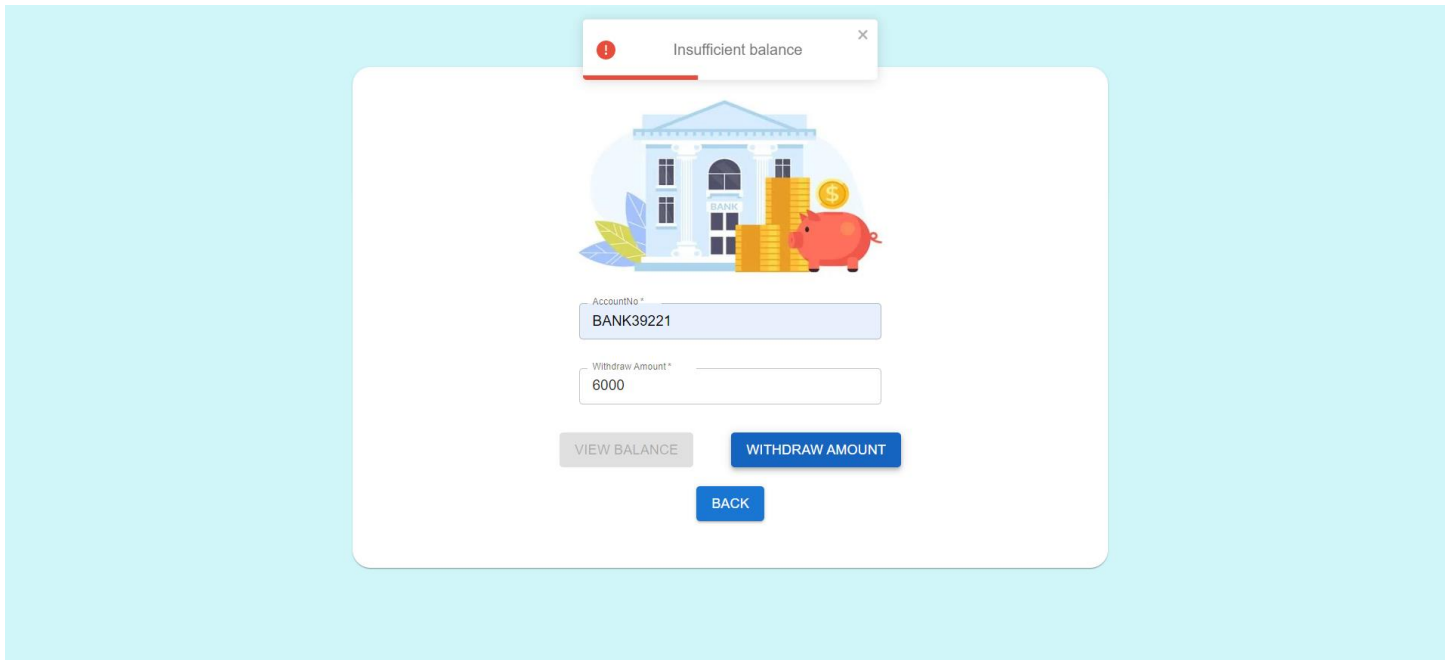 Insufficient balance
BANK
AccountNo *
BANK39221
Withdraw Amount *
6000
VIEW BALANCE WITHDRAW AMOUNT
BACK